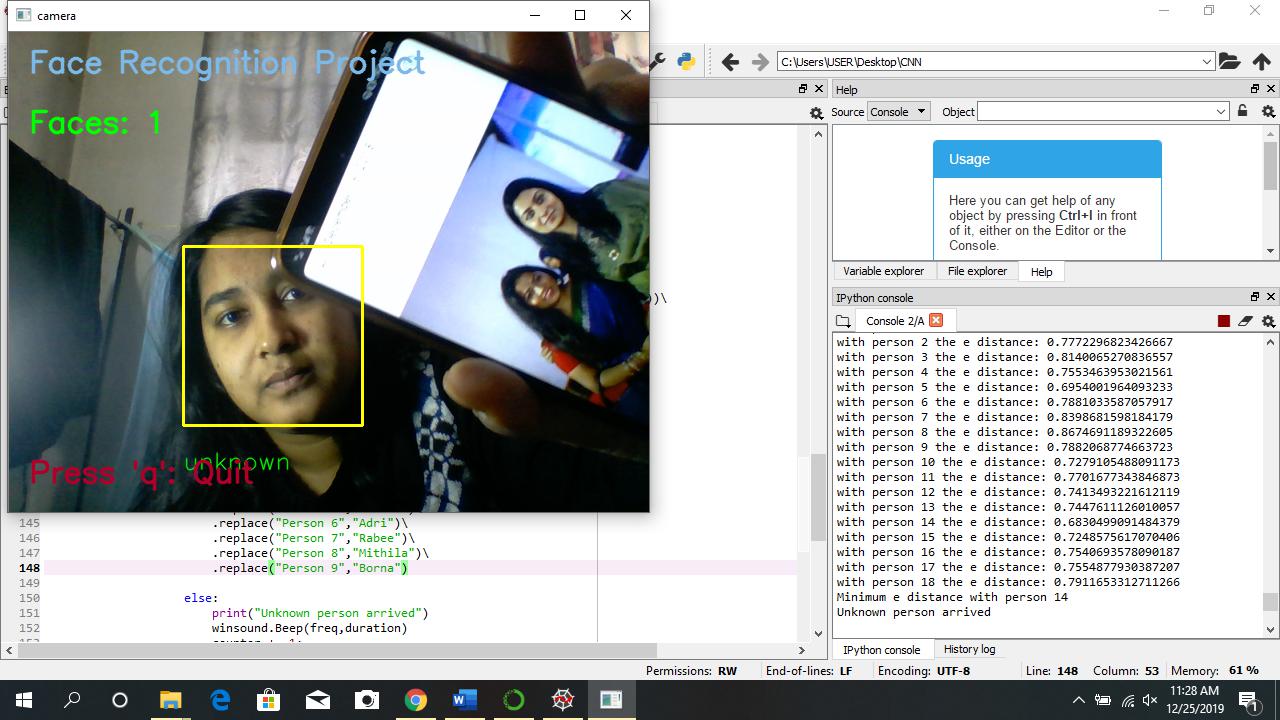 camera
Face Recognition Project
Faces: 1
unknown
Press 'q': Quit
C:\Users\USER\Desktop\CNN
Help
Source Console Object
Usage
Here you can get help of any
object by pressing Ctrl+I in front
of it, either on the Editor or the
Console.
Variable explorer File explorer Help
IPython console
Console 2/A
with person 2 the e distance: 0.7772296823426667
with person 3 the e distance: 0.8140065270836557
with person 4 the e distance: 0.7553463953021561
with person 5 the e distance: 0.6954001964093233
with person 6 the e distance: 0.7881033587057917
with person 7 the e distance: 0.8398681598184179
with person 8 the e distance: 0.8674691189322605
with person 9 the e distance: 0.7882068774663723
with person 10 the e distance: 0.7279105488091173
with person 11 the e distance: 0.7701677343846873
with person 12 the e distance: 0.7413493221612119
with person 13 the e distance: 0.7447611126010057
with person 14 the e distance: 0.6830499091484379
with person 15 the e distance: 0.7248575617070406
with person 16 the e distance: 0.7540093578090187
with person 17 the e distance: 0.7554877930387207
with person 18 the e distance: 0.7911653312711266
Minimum e distance with person 14
Unknown person arrived
)\
145 .replace("Person 6","Adri")\
146 .replace("Person 7","Rabee")\
147 .replace("Person 8","Mithila")\
148 .replace("Person 9","Borna")
149
150 else:
151 print("Unknown person arrived")
152 winsound.Beep(freq,duration)
IPython console History log
Permissions: RW End-of-lines: LF Encoding: UTF-8 Line: 148 Column: 53 Memory: 61 %
11:28 AM
12/25/2019
1